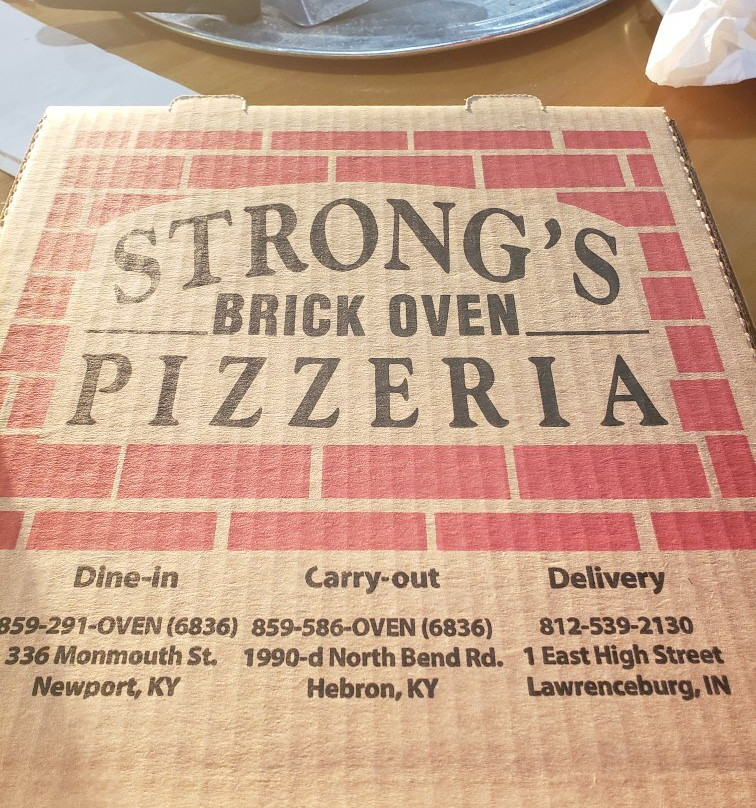 STRONG'S
BRICK OVEN
PIZZERIA
Dine-in Carry-out Delivery
859-291-OVEN (6836) 859-586-OVEN (6836) 812-539-2130
336 Monmouth St. 1990-d North Bend Rd. 1 East High Street
Newport, KY Hebron, KY Lawrenceburg, IN